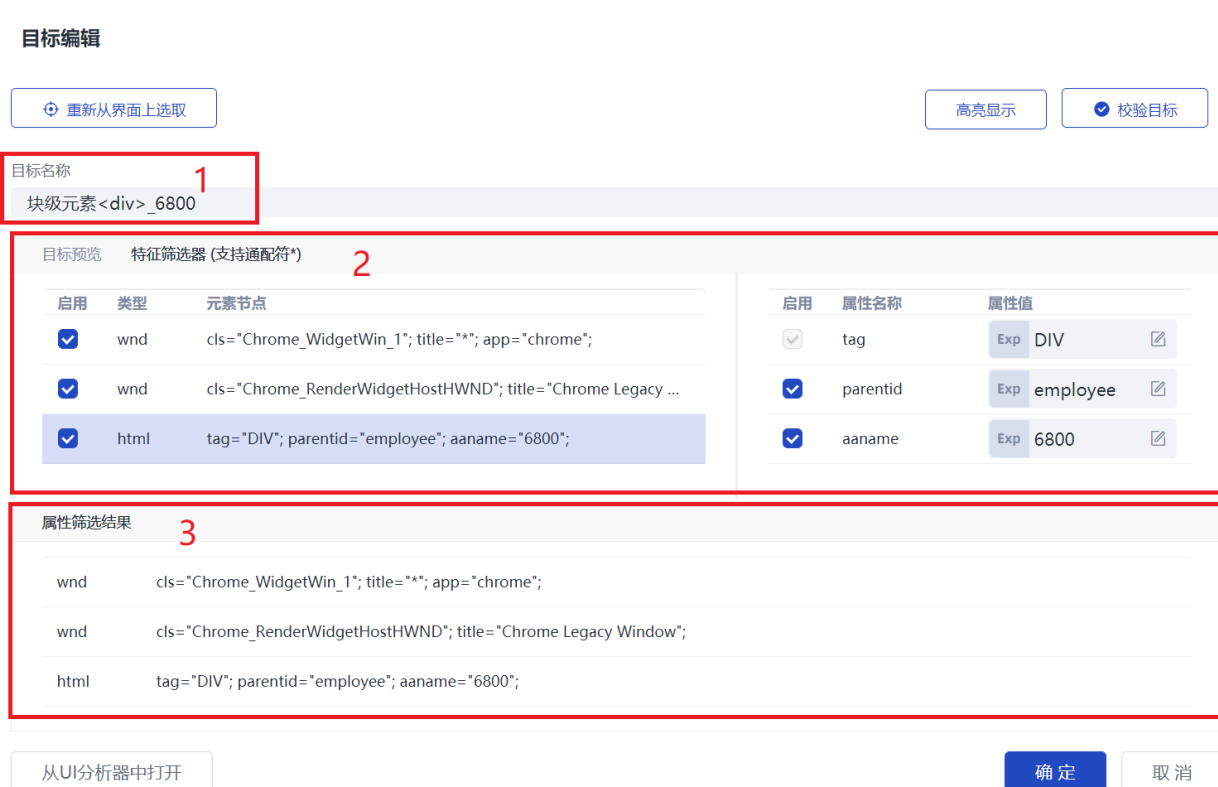 目标编辑
重新从界面上选取 高亮显示 校验目标
目标名称 1
块级元素<div>_6800
目标预览 特征筛选器 (支持通配符*) 2
启用 类型 元素节点 启用 属性名称 属性值
wnd cls="Chrome_WidgetWin_1"; title="*"; app="chrome"; tag Exp DIV
wnd cls="Chrome_RenderWidgetHostHWND"; title="Chrome Legacy ... parentid Exp employee
html tag="DIV"; parentid="employee"; aaname="6800"; aaname Exp 6800
属性筛选结果 3
wnd cls="Chrome_WidgetWin_1"; title="*"; app="chrome";
wnd cls="Chrome_RenderWidgetHostHWND"; title="Chrome Legacy Window";
html tag="DIV"; parentid="employee"; aaname="6800";
从UI分析器中打开 确定 取消